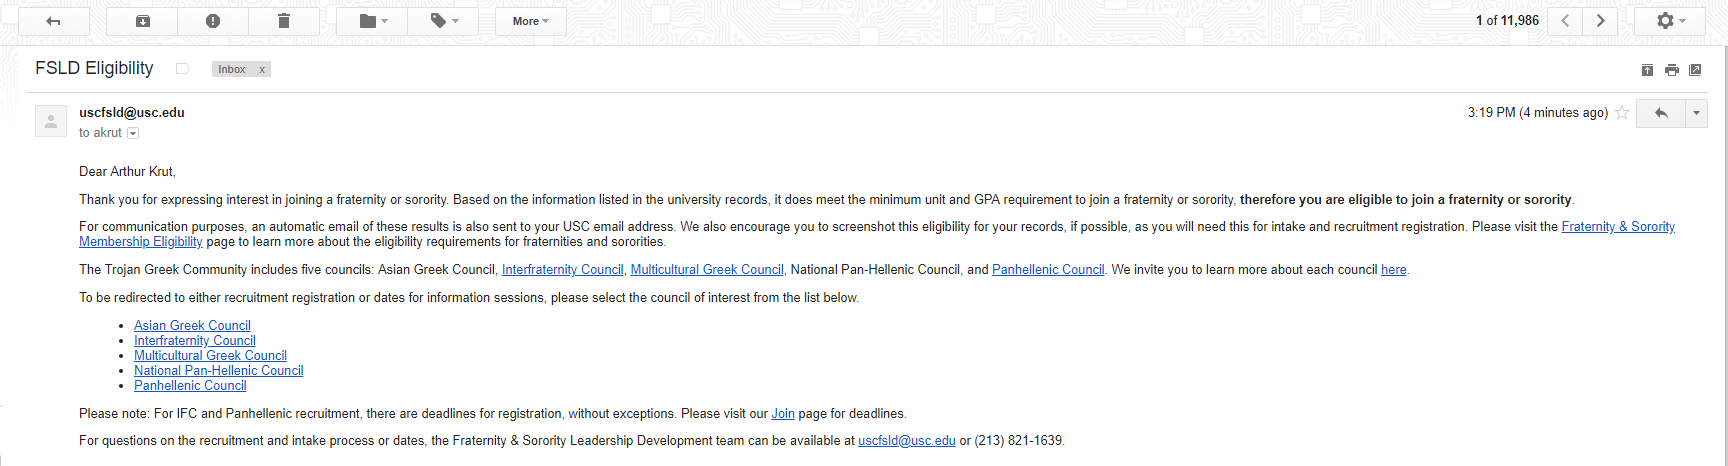 More
1 of 11,986
FSLD Eligibility
Inbox x
uscfsld@usc.edu
3:19 PM (4 minutes ago)
to akrut
Dear Arthur Krut,
Thank you for expressing interest in joining a fraternity or sorority. Based on the information listed in the university records, it does meet the minimum unit and GPA requirement to join a fraternity or sorority, therefore you are eligible to join a fraternity or sorority.
For communication purposes, an automatic email of these results is also sent to your USC email address. We also encourage you to screenshot this eligibility for your records, if possible, as you will need this for intake and recruitment registration. Please visit the Fraternity & Sorority
Membership Eligibility page to learn more about the eligibility requirements for fraternities and sororities.
The Trojan Greek Community includes five councils: Asian Greek Council, Interfraternity Council, Multicultural Greek Council, National Pan-Hellenic Council, and Panhellenic Council. We invite you to learn more about each council here.
To be redirected to either recruitment registration or dates for information sessions, please select the council of interest from the list below.
• Asian Greek Council
• Interfraternity Council
• Multicultural Greek Council
• National Pan-Hellenic Council
• Panhellenic Council
Please note: For IFC and Panhellenic recruitment, there are deadlines for registration, without exceptions. Please visit our Join page for deadlines.
For questions on the recruitment and intake process or dates, the Fraternity & Sorority Leadership Development team can be available at uscfsld@usc.edu or (213) 821-1639.